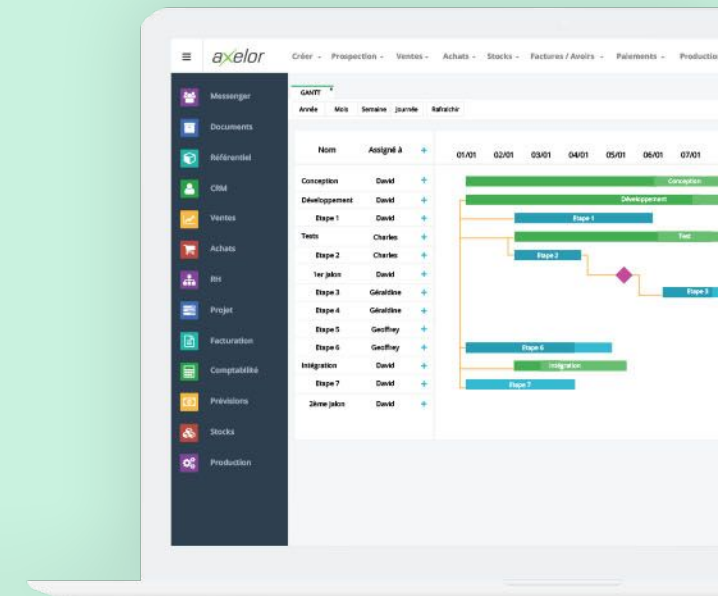 axelor Créer Prospection Ventes Achats Stocks Factures / Avoirs Paiements Production
GANTT x
Année Mois Semaine Journée Rafraichir
Nom Assigné à + 01/01 02/01 03/01 04/01 05/01 06/01 07/01
Conception David + Conception
Développement David + Développement
Etape 1 David + Etape 1
Tests Charles + Test
Etape 2 Charles + Etape 2
1er jalon David +
Etape 3 Géraldine + Etape 3
Etape 4 Géraldine +
Etape 5 Geoffrey +
Etape 6 Geoffrey + Etape 6
Intégration David + Intégration
Etape 7 David + Etape 7
2ème jalon David +
Messenger
Documents
Référentiel
CRM
Ventes
Achats
RH
Projet
Facturation
Comptabilité
Prévisions
Stocks
Production